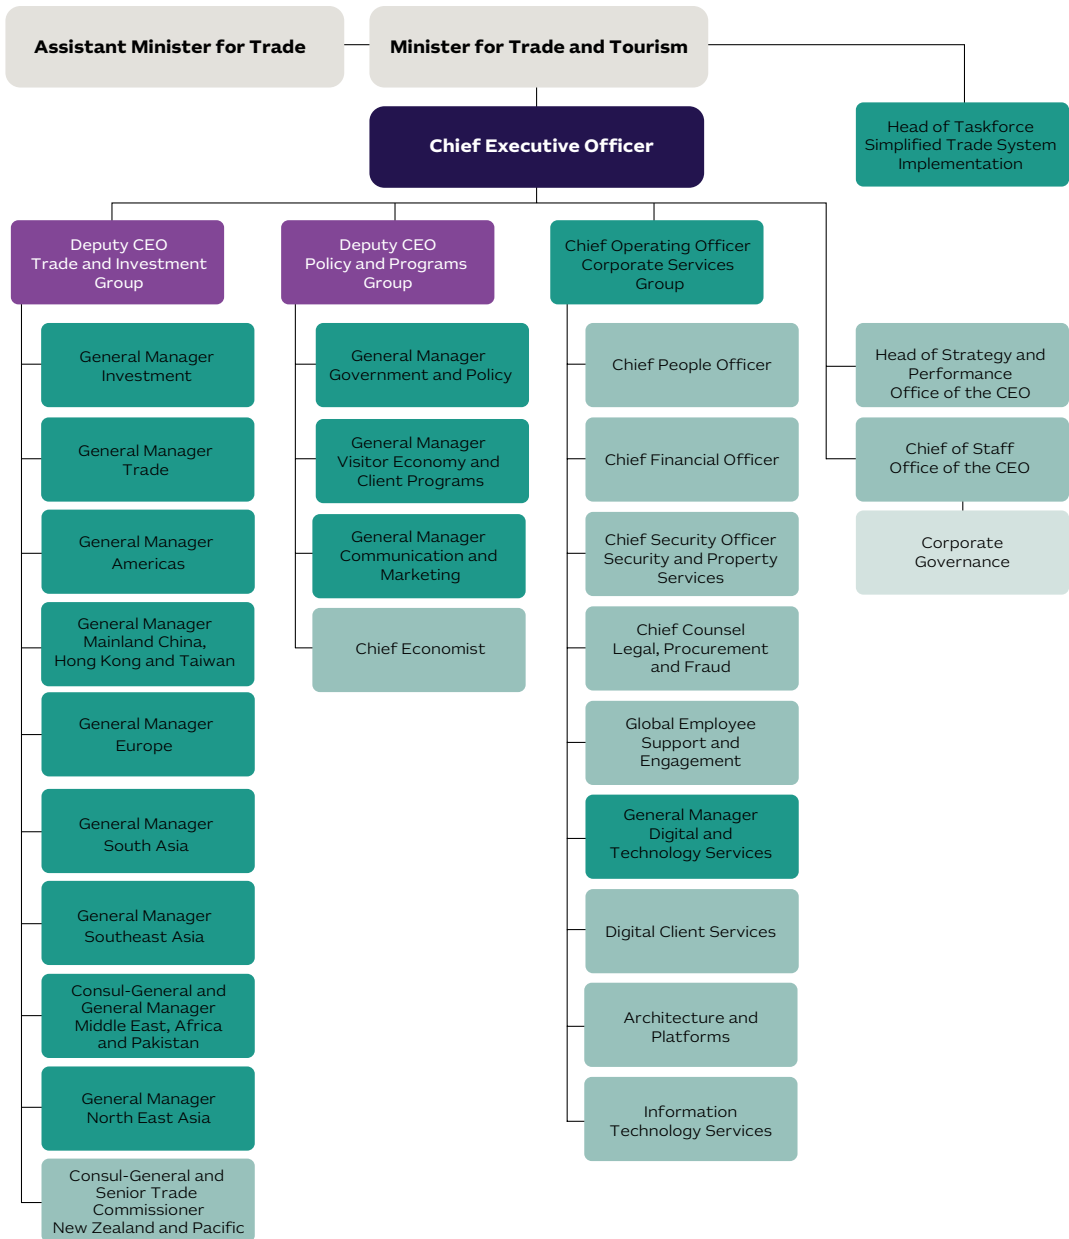 Assistant Minister for Trade
Minister for Trade and Tourism
Head of Taskforce
Simplified Trade System
Implementation
Chief Executive Officer
Deputy CEO
Trade and Investment
Group
General Manager
Investment
General Manager
Trade
General Manager
Americas
General Manager
Mainland China,
Hong Kong and Taiwan
General Manager
Europe
General Manager
South Asia
General Manager
Southeast Asia
Consul-General and
General Manager
Middle East, Africa
and Pakistan
General Manager
North East Asia
Consul-General and
Senior Trade
Commissioner
New Zealand and Pacific
Deputy CEO
Policy and Programs
Group
General Manager
Government and Policy
General Manager
Visitor Economy and
Client Programs
General Manager
Communication and
Marketing
Chief Economist
Chief Operating Officer
Corporate Services
Group
Chief People Officer
Chief Financial Officer
Chief Security Officer
Security and Property
Services
Chief Counsel
Legal, Procurement
and Fraud
Global Employee
Support and
Engagement
General Manager
Digital and
Technology Services
Digital Client Services
Architecture and
Platforms
Information
Technology Services
Head of Strategy and
Performance
Office of the CEO
Chief of Staff
Office of the CEO
Corporate
Governance